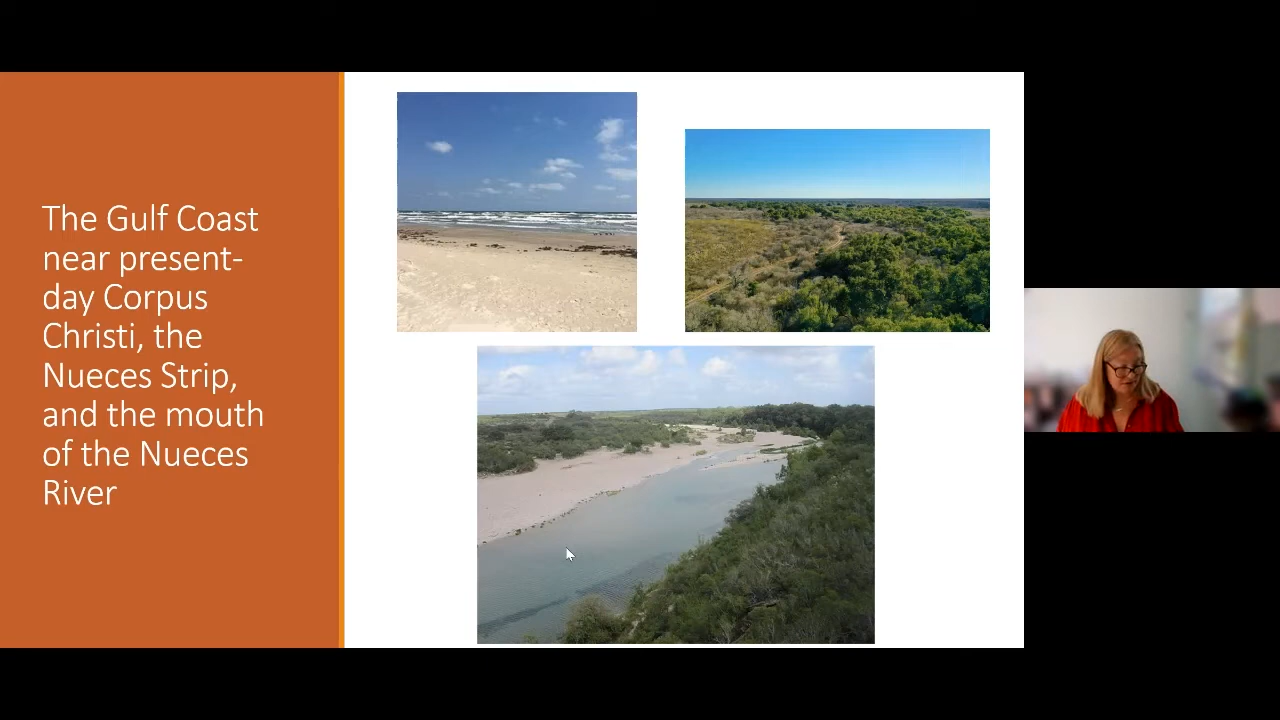 The Gulf Coast
near present-
day Corpus
Christi, the
Nueces Strip,
and the mouth
of the Nueces
River